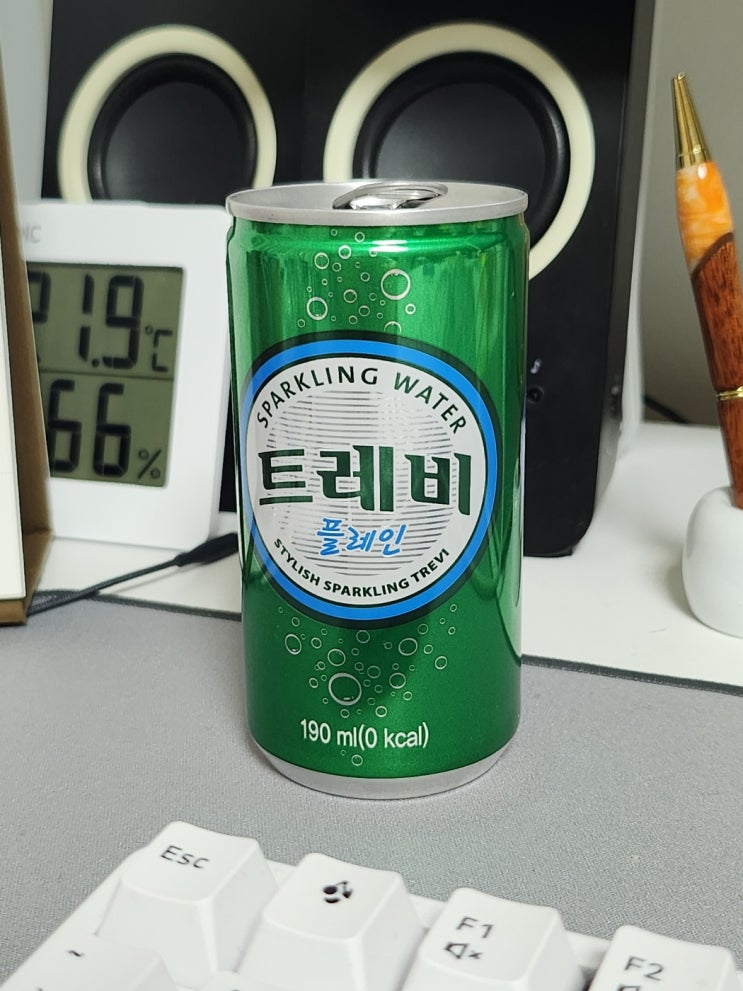 SPARKLING WATER
트레비
플레인
STYLISH SPARKLING TREVI
190 ml(0 kcal)
1.9℃
66%
Esc
F1
F2
~